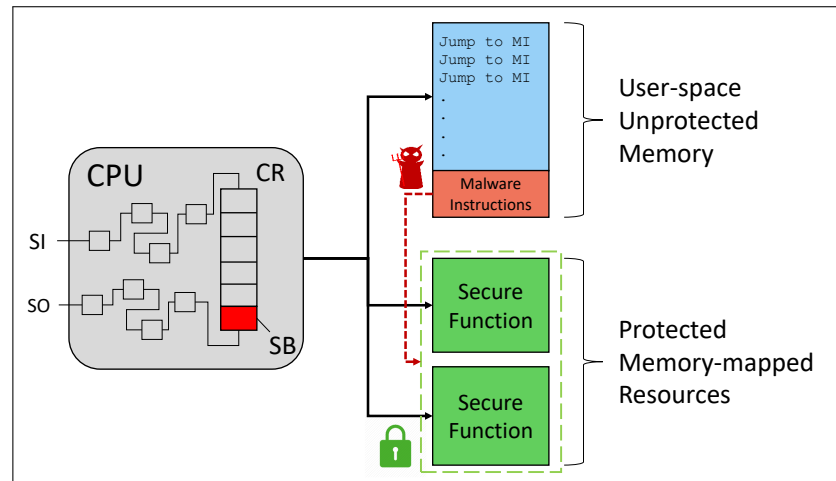 CPU
CR
SI
SO
SB
Jump to MI
Jump to MI
Jump to MI
.
.
.
.
Malware
Instructions
User-space
Unprotected
Memory
Secure
Function
Secure
Function
Protected
Memory-mapped
Resources